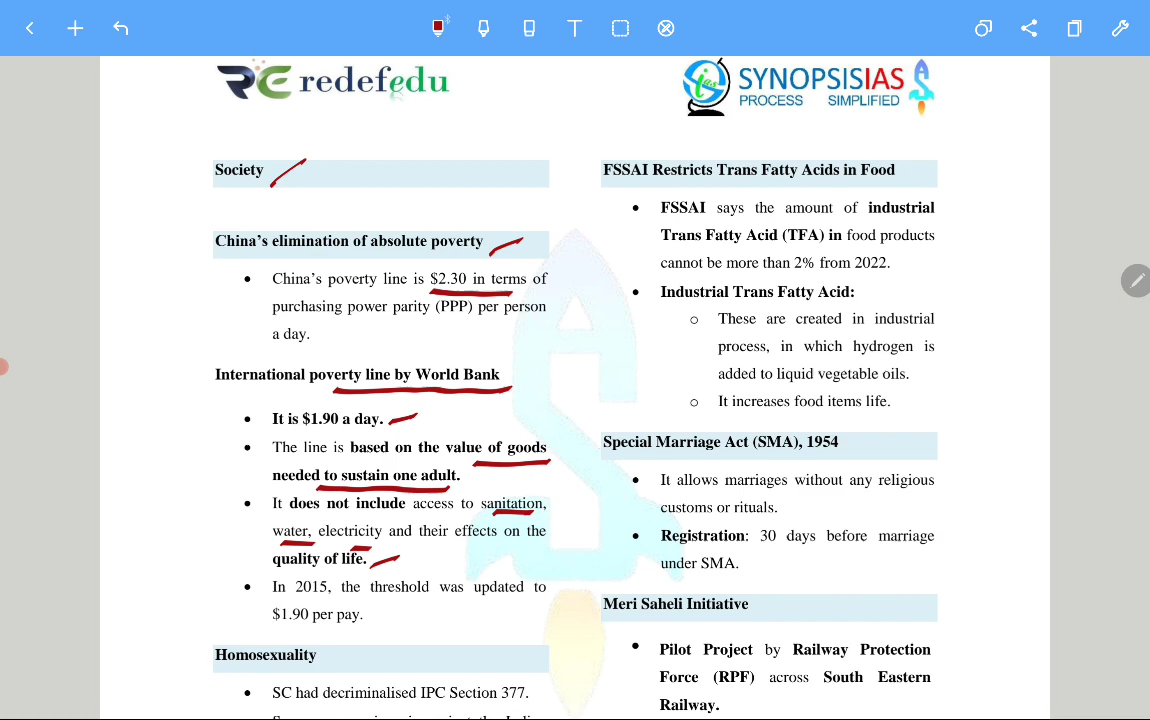 redefedu
SYNOPSISIAS
PROCESS SIMPLIFIED
Society
China's elimination of absolute poverty
• China's poverty line is $2.30 in terms of
purchasing power parity (PPP) per person
a day.
International poverty line by World Bank
• It is $1.90 a day.
• The line is based on the value of goods
needed to sustain one adult.
• It does not include access to sanitation,
water, electricity and their effects on the
quality of life.
• In 2015, the threshold was updated to
$1.90 per pay.
Homosexuality
• SC had decriminalised IPC Section 377.
FSSAI Restricts Trans Fatty Acids in Food
• FSSAI says the amount of industrial
Trans Fatty Acid (TFA) in food products
cannot be more than 2% from 2022.
• Industrial Trans Fatty Acid:
o These are created in industrial
process, in which hydrogen is
added to liquid vegetable oils.
o It increases food items life.
Special Marriage Act (SMA), 1954
• It allows marriages without any religious
customs or rituals.
• Registration: 30 days before marriage
under SMA.
Meri Saheli Initiative
• Pilot Project by Railway Protection
Force (RPF) across South Eastern
Railway.